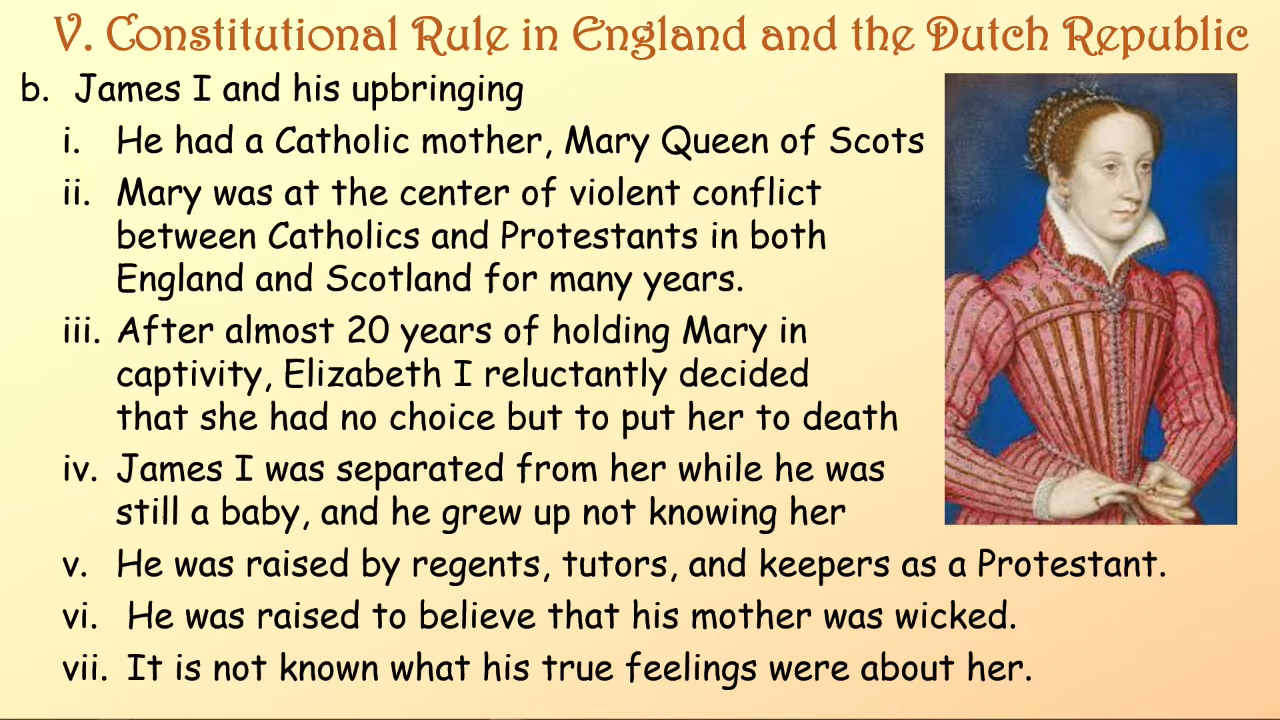 V. Constitutional Rule in England and the Dutch Republic
b. James I and his upbringing
i. He had a Catholic mother, Mary Queen of Scots
ii. Mary was at the center of violent conflict
between Catholics and Protestants in both
England and Scotland for many years.
iii. After almost 20 years of holding Mary in
captivity, Elizabeth I reluctantly decided
that she had no choice but to put her to death
iv. James I was separated from her while he was
still a baby, and he grew up not knowing her
v. He was raised by regents, tutors, and keepers as a Protestant.
vi. He was raised to believe that his mother was wicked.
vii. It is not known what his true feelings were about her.